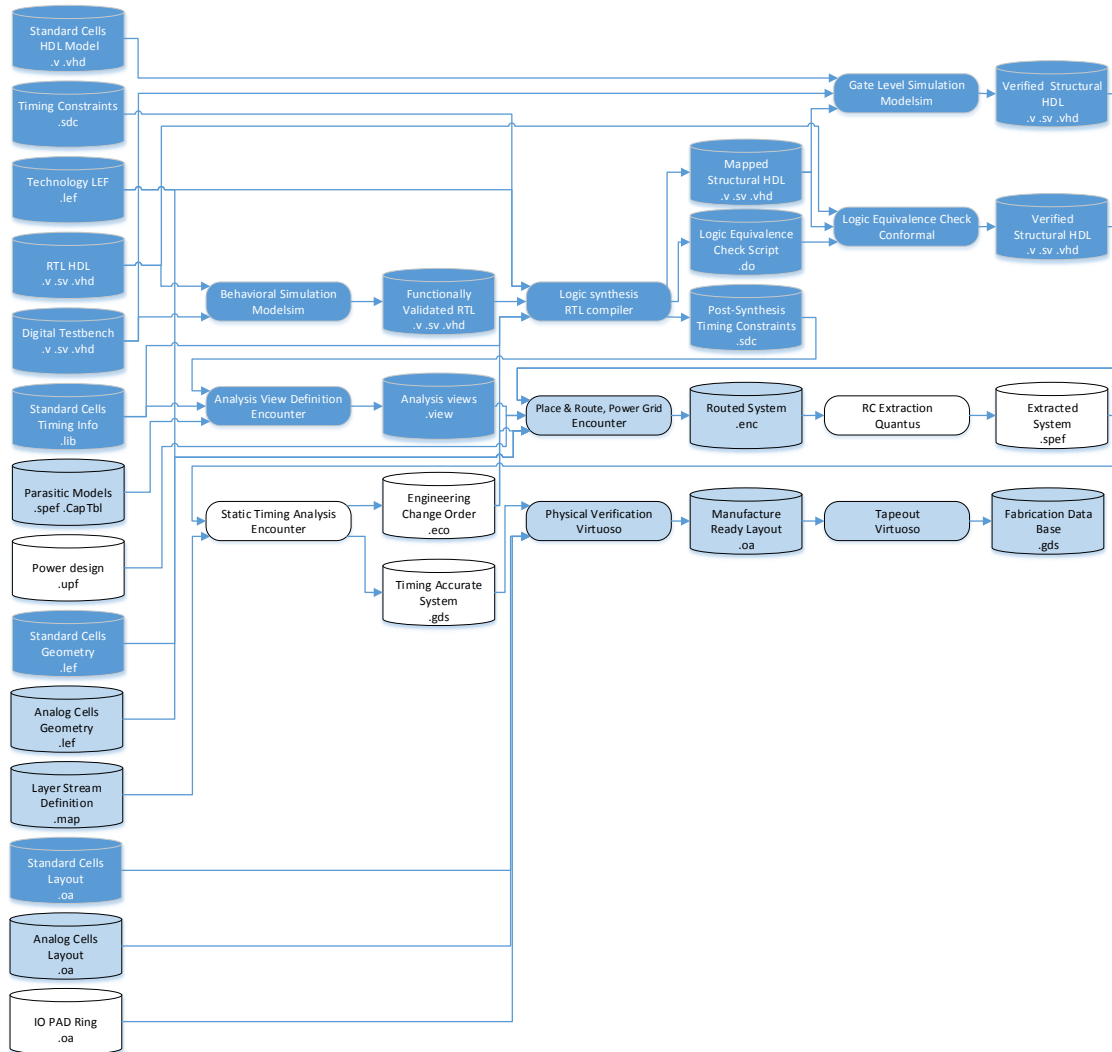 Standard Cells
HDL Model
.v .vhd
Timing Constraints
.sdc
Technology LEF
.lef
RTL HDL
.v .sv .vhd
Digital Testbench
.v .sv .vhd
Standard Cells
Timing Info
.lib
Parasitic Models
.spef .CapTbl
Power design
.upf
Standard Cells
Geometry
.lef
Analog Cells
Geometry
.lef
Layer Stream
Definition
.map
Standard Cells
Layout
.oa
Analog Cells
Layout
.oa
IO PAD Ring
.oa
Behavioral Simulation
Modelsim
Functionally
Validated RTL
.v .sv .vhd
Logic synthesis
RTL compiler
Mapped
Structural HDL
.v .sv .vhd
Logic Equivalence
Check Script
.do
Post-Synthesis
Timing Constraints
.sdc
Gate Level Simulation
Modelsim
Verified Structural
HDL
.v .sv .vhd
Logic Equivalence Check
Conformal
Verified
Structural HDL
.v .sv .vhd
Analysis View Definition
Encounter
Analysis views
.view
Place & Route, Power Grid
Encounter
Routed System
.enc
RC Extraction
Quantus
Extracted
System
.spef
Static Timing Analysis
Encounter
Engineering
Change Order
.eco
Timing Accurate
System
.gds
Physical Verification
Virtuoso
Manufacture
Ready Layout
.oa
Tapeout
Virtuoso
Fabrication Data
Base
.gds